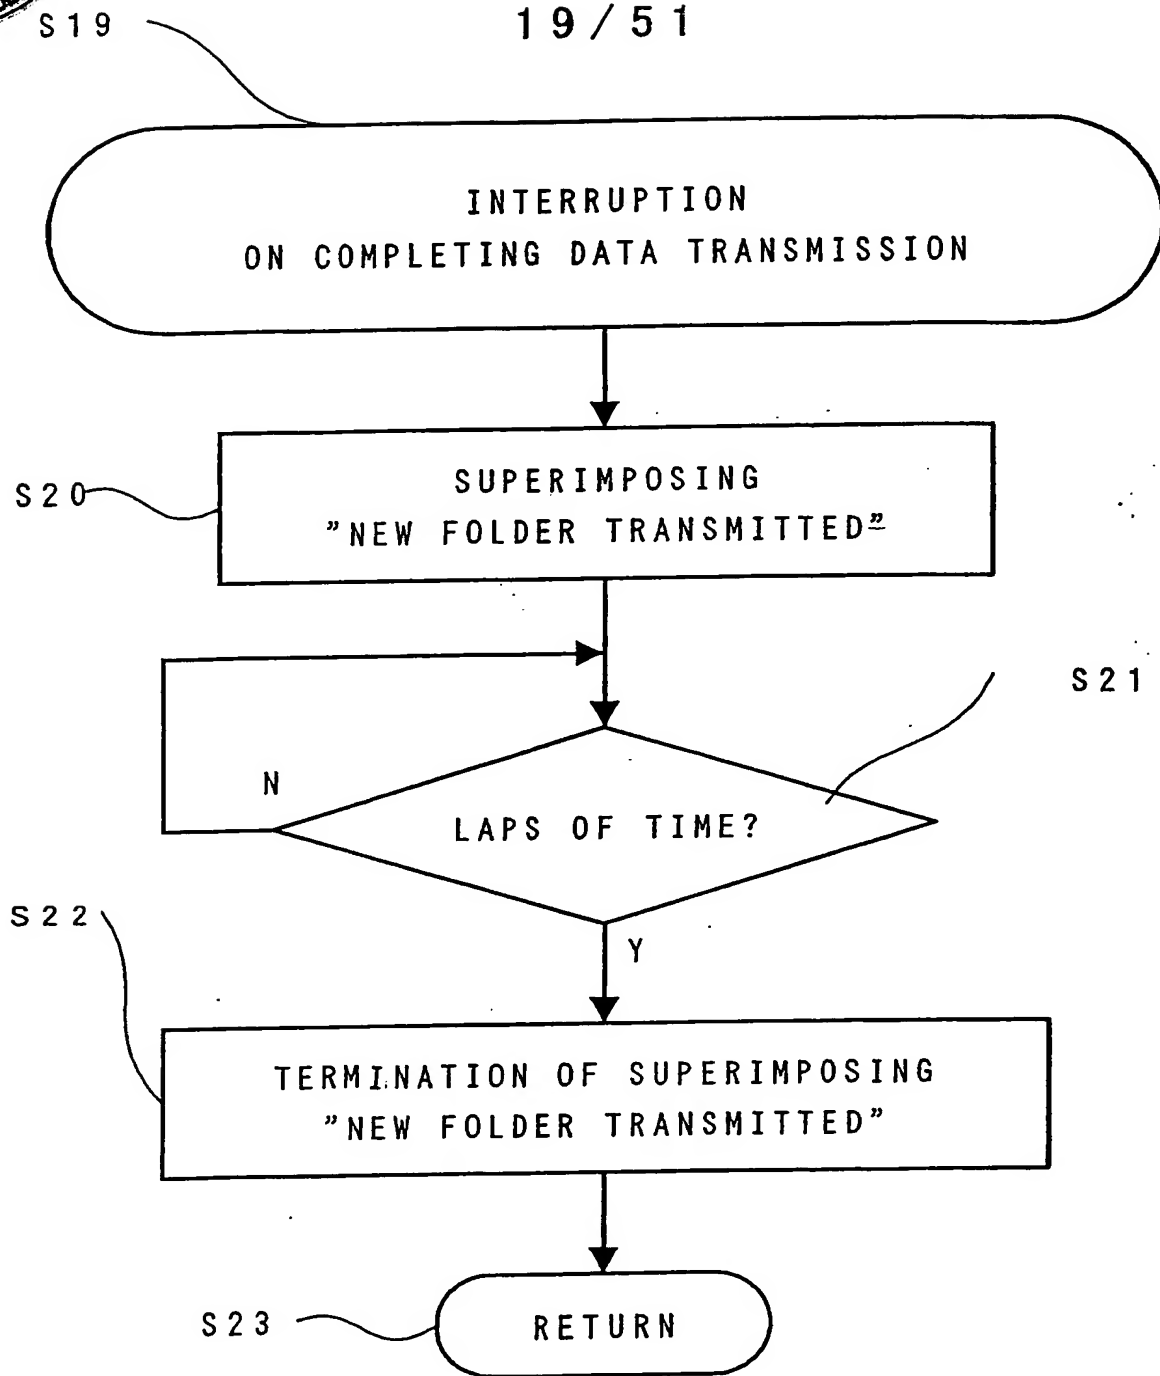 19/51
S19
INTERRUPTION
ON COMPLETING DATA TRANSMISSION
S20
SUPERIMPOSING
"NEW FOLDER TRANSMITTED"
S21
N
LAPS OF TIME?
S22
Y
TERMINATION OF SUPERIMPOSING
"NEW FOLDER TRANSMITTED"
S23
RETURN